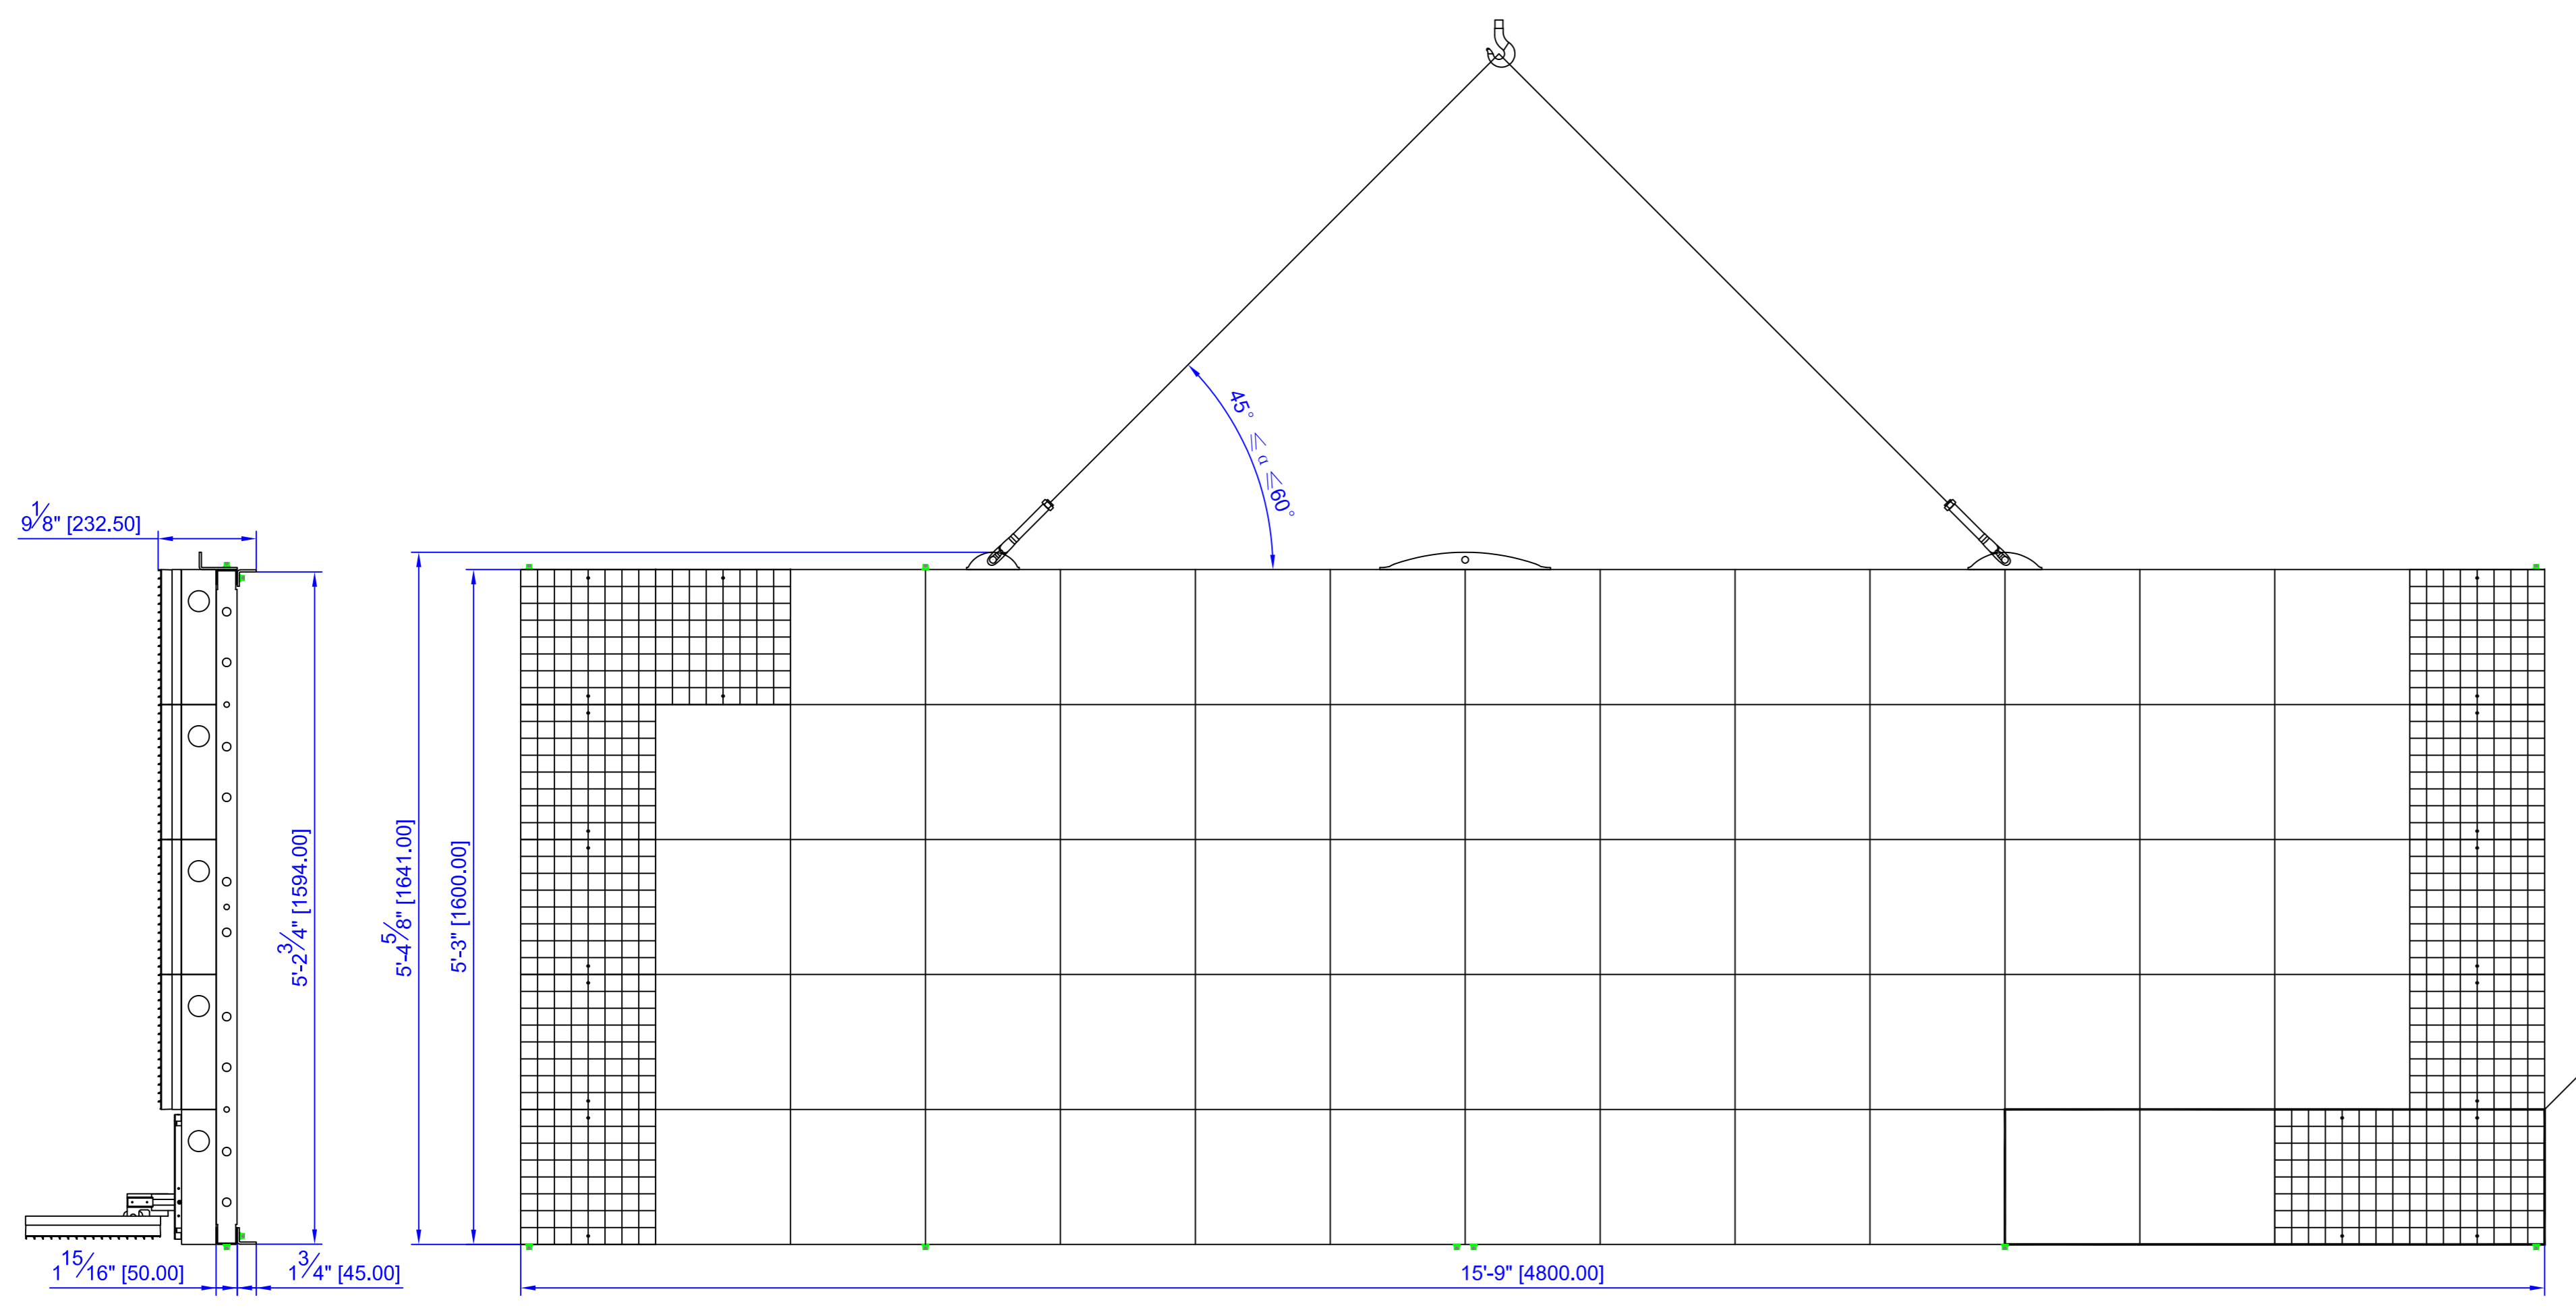 45° ≤ α ≤60°
9 1/8" [232.50]
5'-2 3/4" [1594.00]
5'-4 5/8" [1641.00]
5'-3" [1600.00]
1 15/16" [50.00]
1 3/4" [45.00]
15'-9" [4800.00]